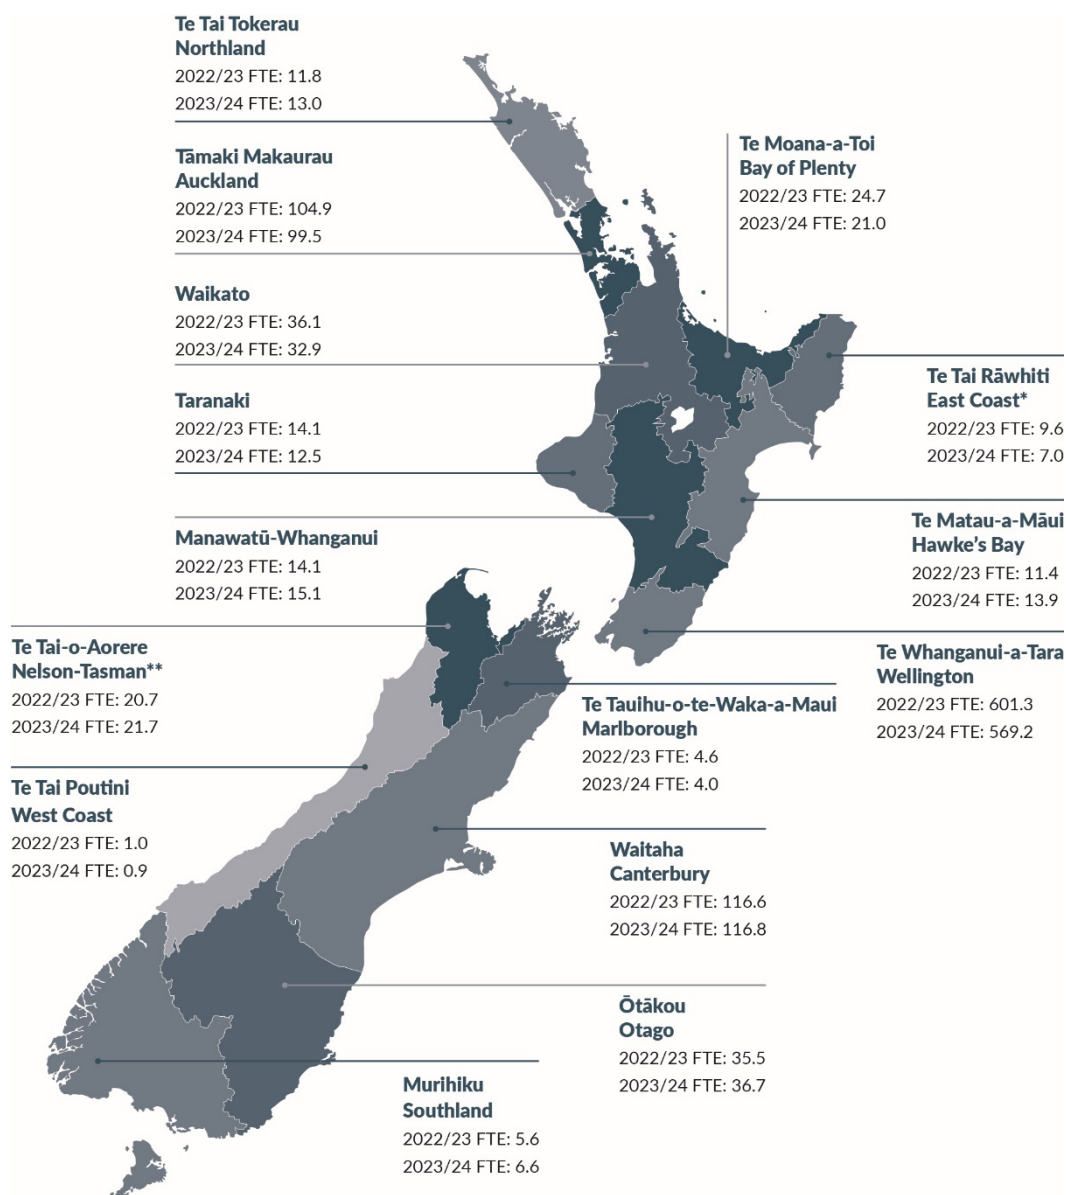 Te Tai Tokerau
Northland
2022/23 FTE: 11.8
2023/24 FTE: 13.0
Tāmaki Makaurau
Auckland
2022/23 FTE: 104.9
2023/24 FTE: 99.5
Waikato
2022/23 FTE: 36.1
2023/24 FTE: 32.9
Taranaki
2022/23 FTE: 14.1
2023/24 FTE: 12.5
Manawatū-Whanganui
2022/23 FTE: 14.1
2023/24 FTE: 15.1
Te Moana-a-Toi
Bay of Plenty
2022/23 FTE: 24.7
2023/24 FTE: 21.0
Te Tai Rāwhiti
East Coast*
2022/23 FTE: 9.6
2023/24 FTE: 7.0
Te Matau-a-Māui
Hawke's Bay
2022/23 FTE: 11.4
2023/24 FTE: 13.9
Te Whanganui-a-Tara
Wellington
2022/23 FTE: 601.3
2023/24 FTE: 569.2
Te Tai-o-Aorere
Nelson-Tasman**
2022/23 FTE: 20.7
2023/24 FTE: 21.7
Te Tauihu-o-te-Waka-a-Maui
Marlborough
2022/23 FTE: 4.6
2023/24 FTE: 4.0
Te Tai Poutini
West Coast
2022/23 FTE: 1.0
2023/24 FTE: 0.9
Waitaha
Canterbury
2022/23 FTE: 116.6
2023/24 FTE: 116.8
Ōtākou
Otago
2022/23 FTE: 35.5
2023/24 FTE: 36.7
Murihiku
Southland
2022/23 FTE: 5.6
2023/24 FTE: 6.6